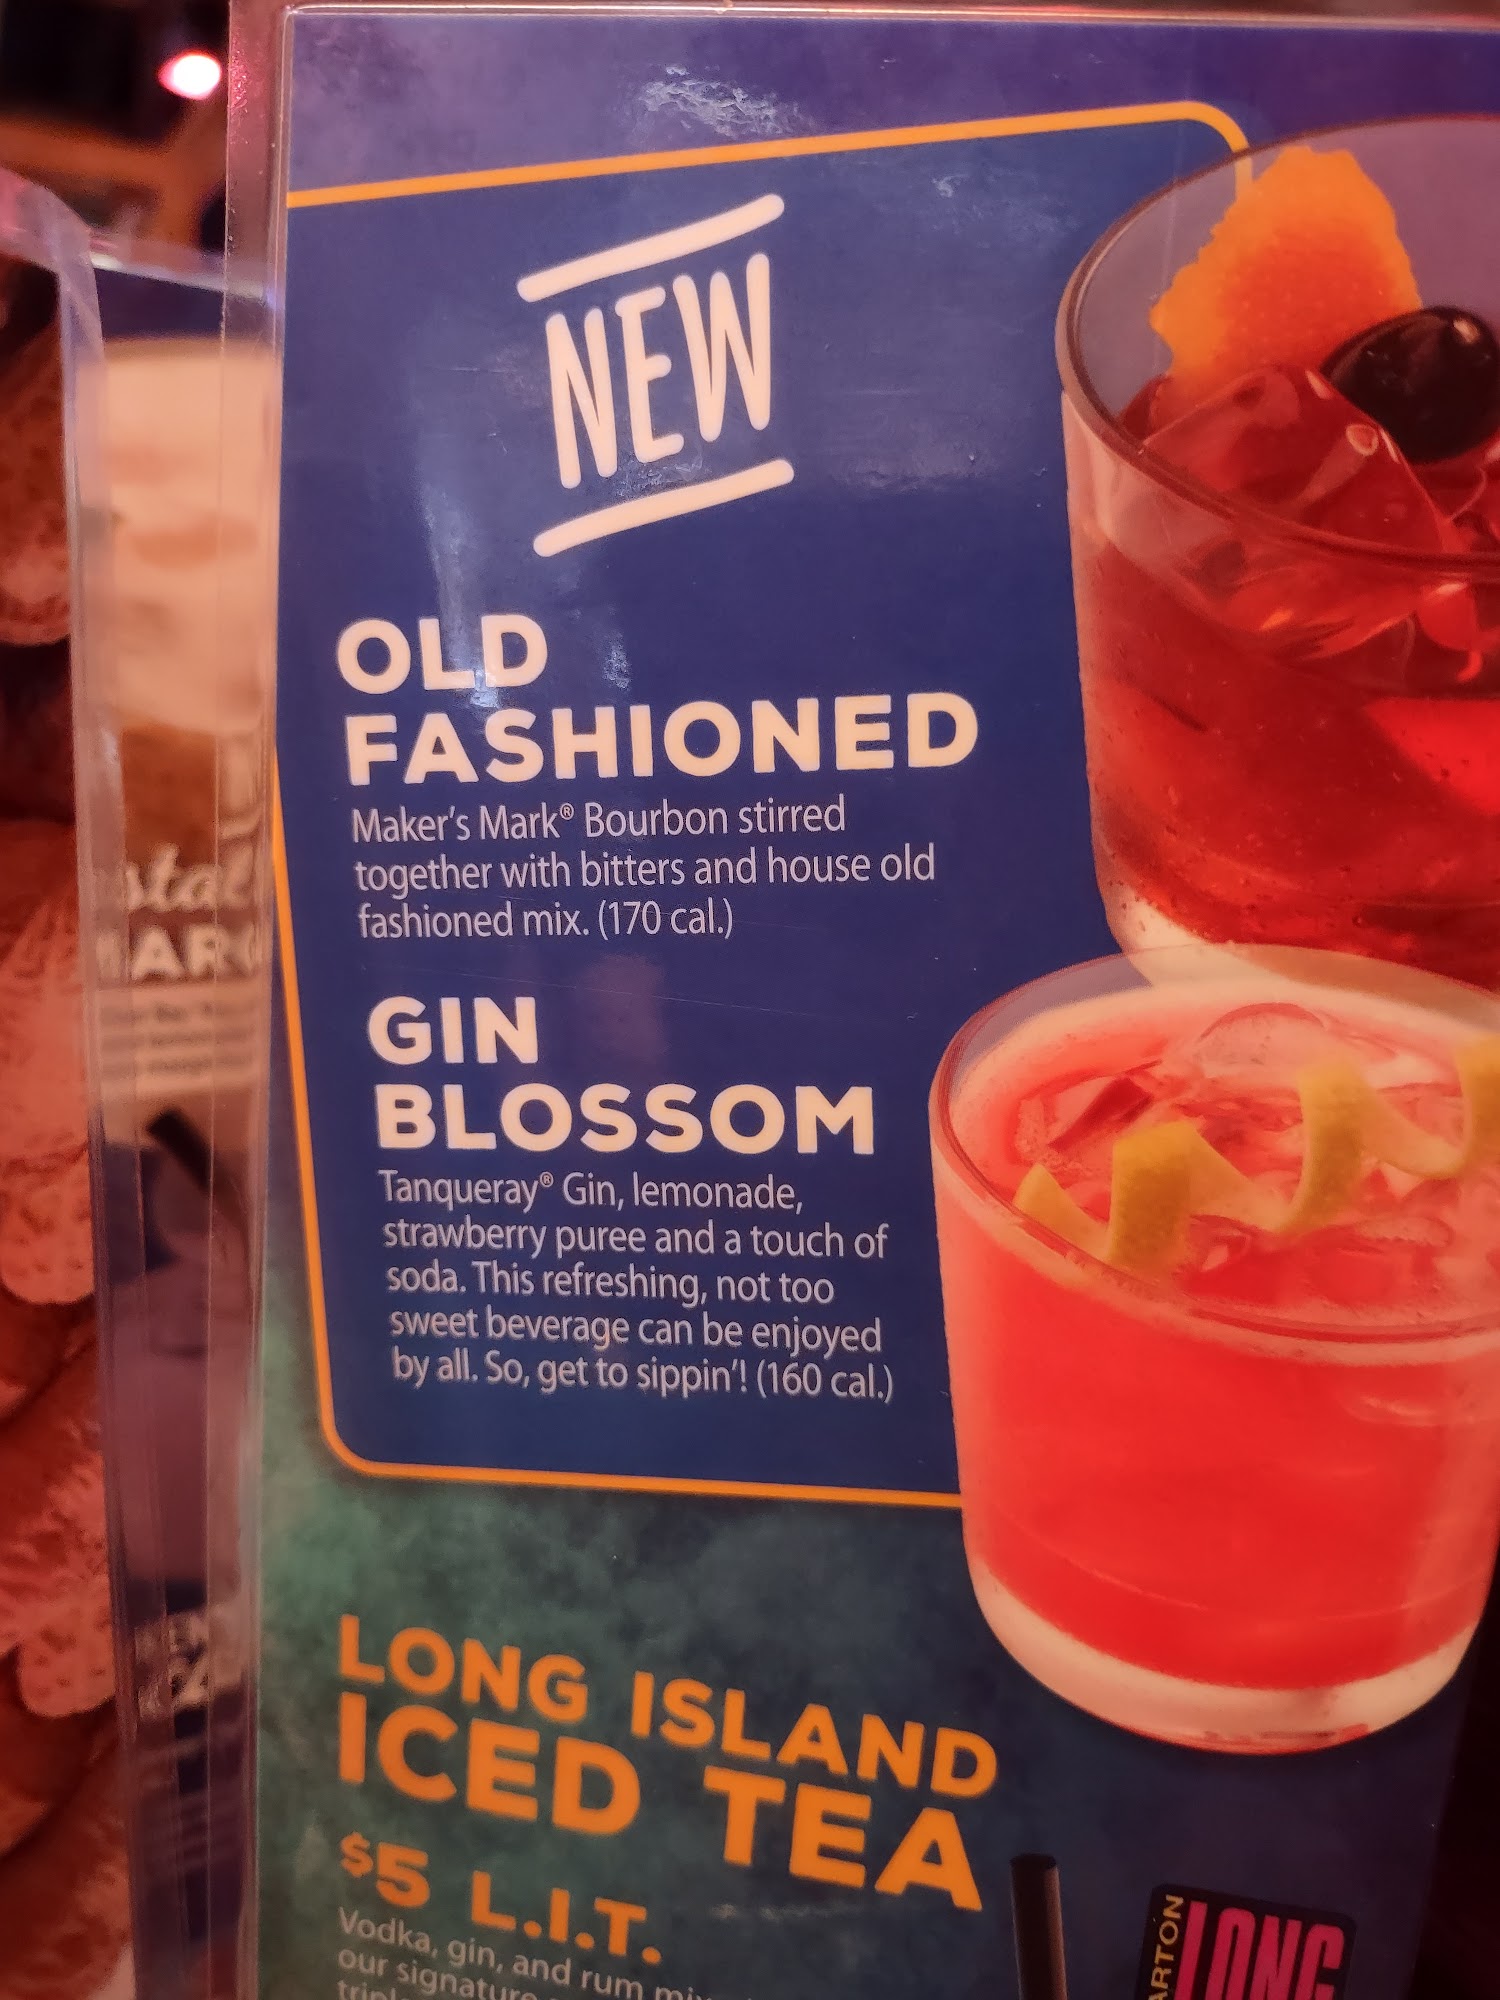 NEW
OLD
FASHIONED
Maker's Mark® Bourbon stirred
together with bitters and house old
fashioned mix. (170 cal.)
GIN
BLOSSOM
Tanqueray® Gin, lemonade,
strawberry puree and a touch of
soda. This refreshing, not too
sweet beverage can be enjoyed
by all. So, get to sippin'! (160 cal.)
LONG ISLAND
ICED TEA
$5 L.I.T.
Vodka, gin, and rum
our signature
ARTON
LONG